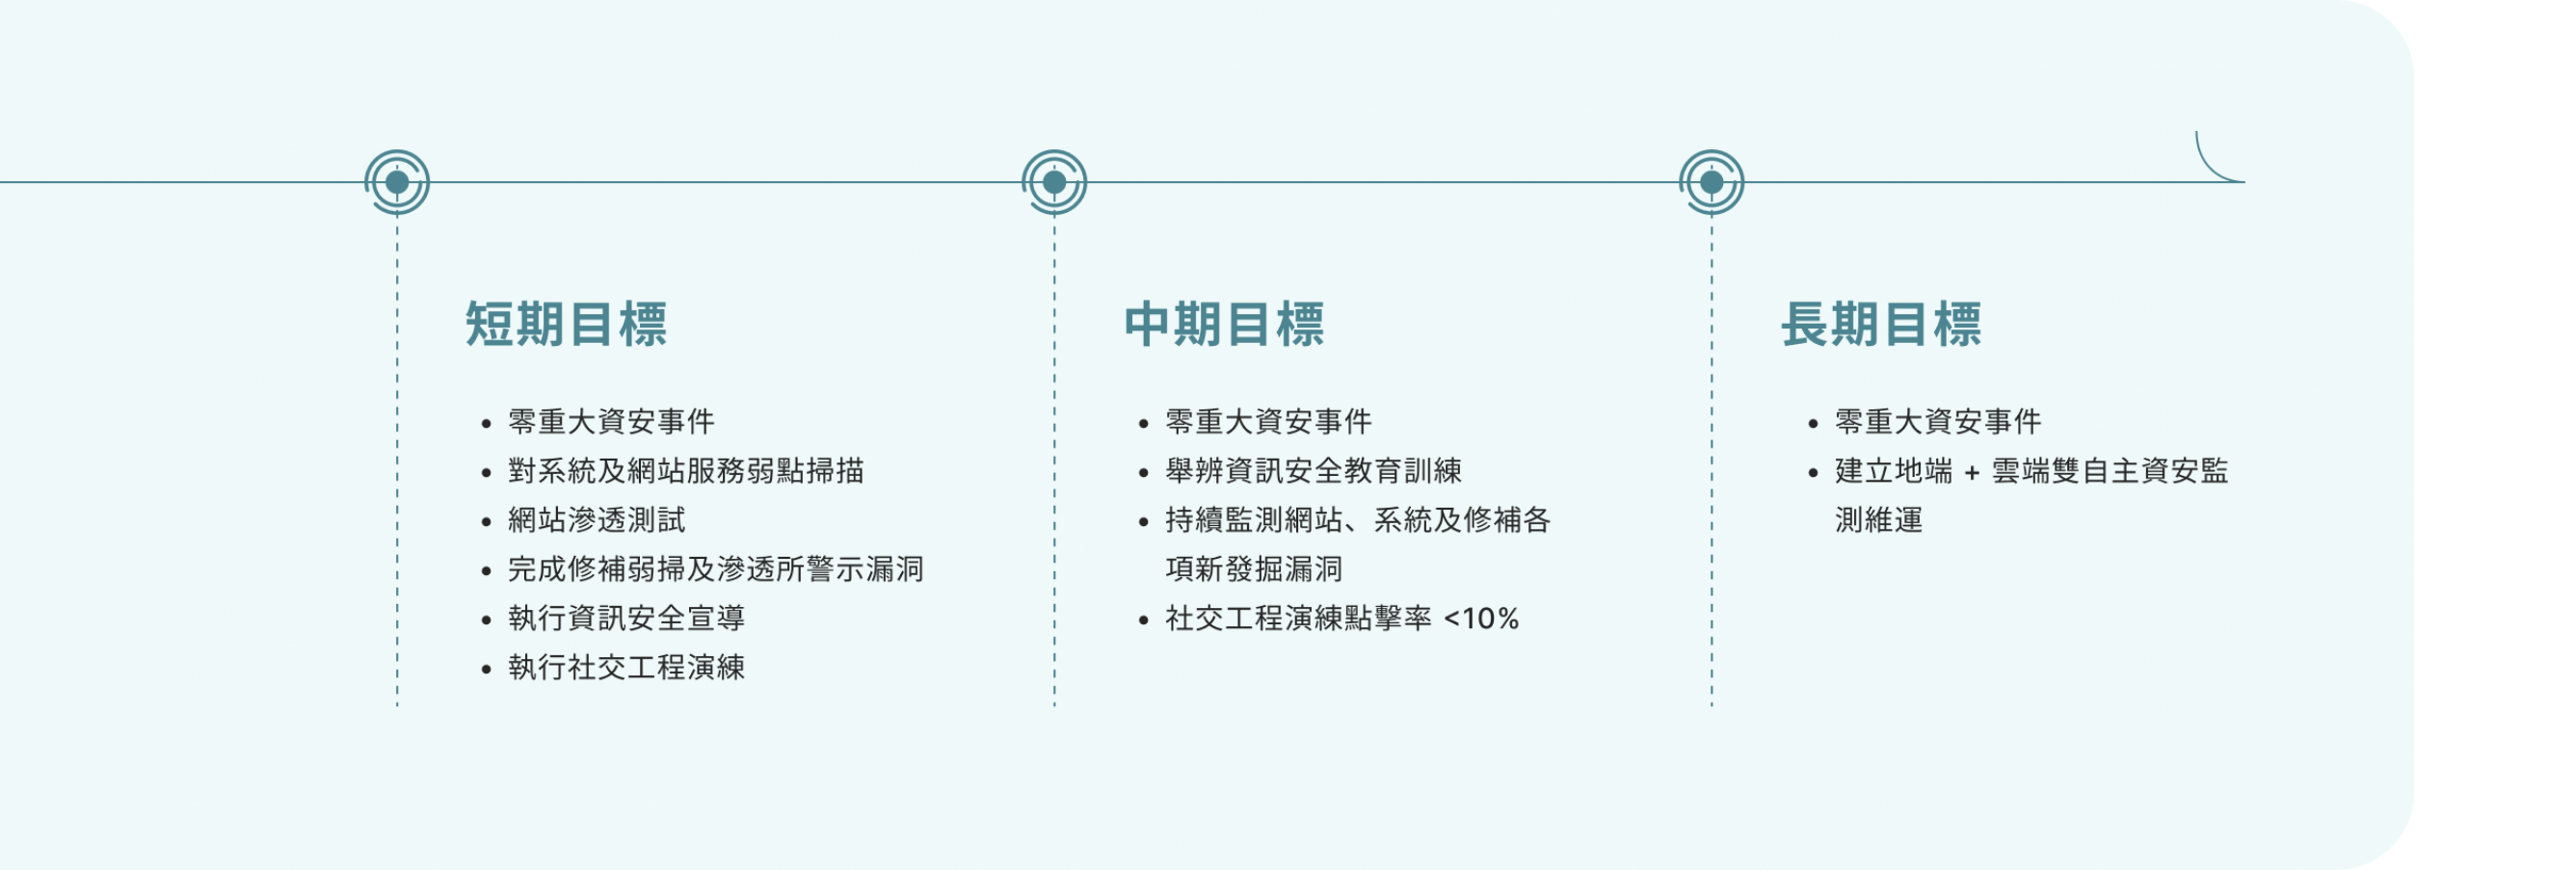 短期目標
零重大資安事件
對系統及網站服務弱點掃描
網站滲透測試
完成修補弱掃及滲透所警示漏洞
執行資訊安全宣導
執行社交工程演練
中期目標
零重大資安事件
舉辨資訊安全教育訓練
持續監測網站、系統及修補各
項新發掘漏洞
社交工程演練點擊率 <10%
長期目標
零重大資安事件
建立地端 + 雲端雙自主資安監
測維運